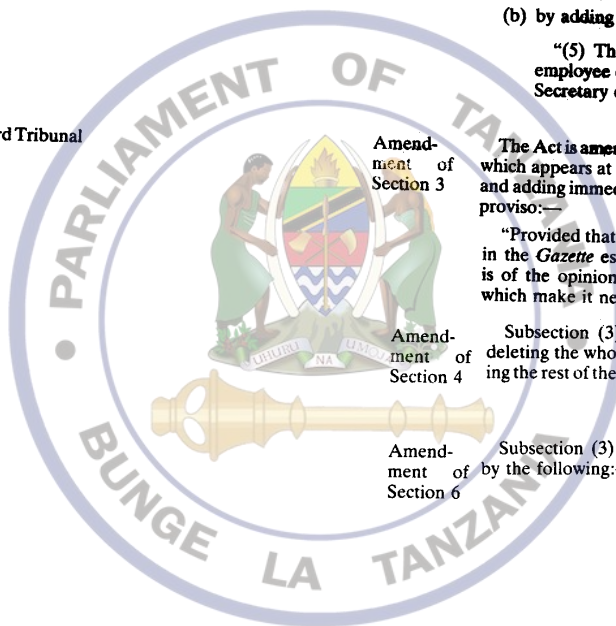 (b) by adding
"(5) Th
employee
Secretary
rd Tribunal
Amend-
ment of
Section 3
The Act is amen
which appears at
and adding immed
proviso:—
"Provided that
in the Gazette es
is of the opinion
which make it ne
Amend-
ment of
Section 4
Subsection (3)
deleting the who
ing the rest of the
Amend-
ment of
Section 6
Subsection (3)
by the following:
PARLIAMENT OF TANZANIA
UHURU NA UMOJA
BUNGE LA TANZANIA